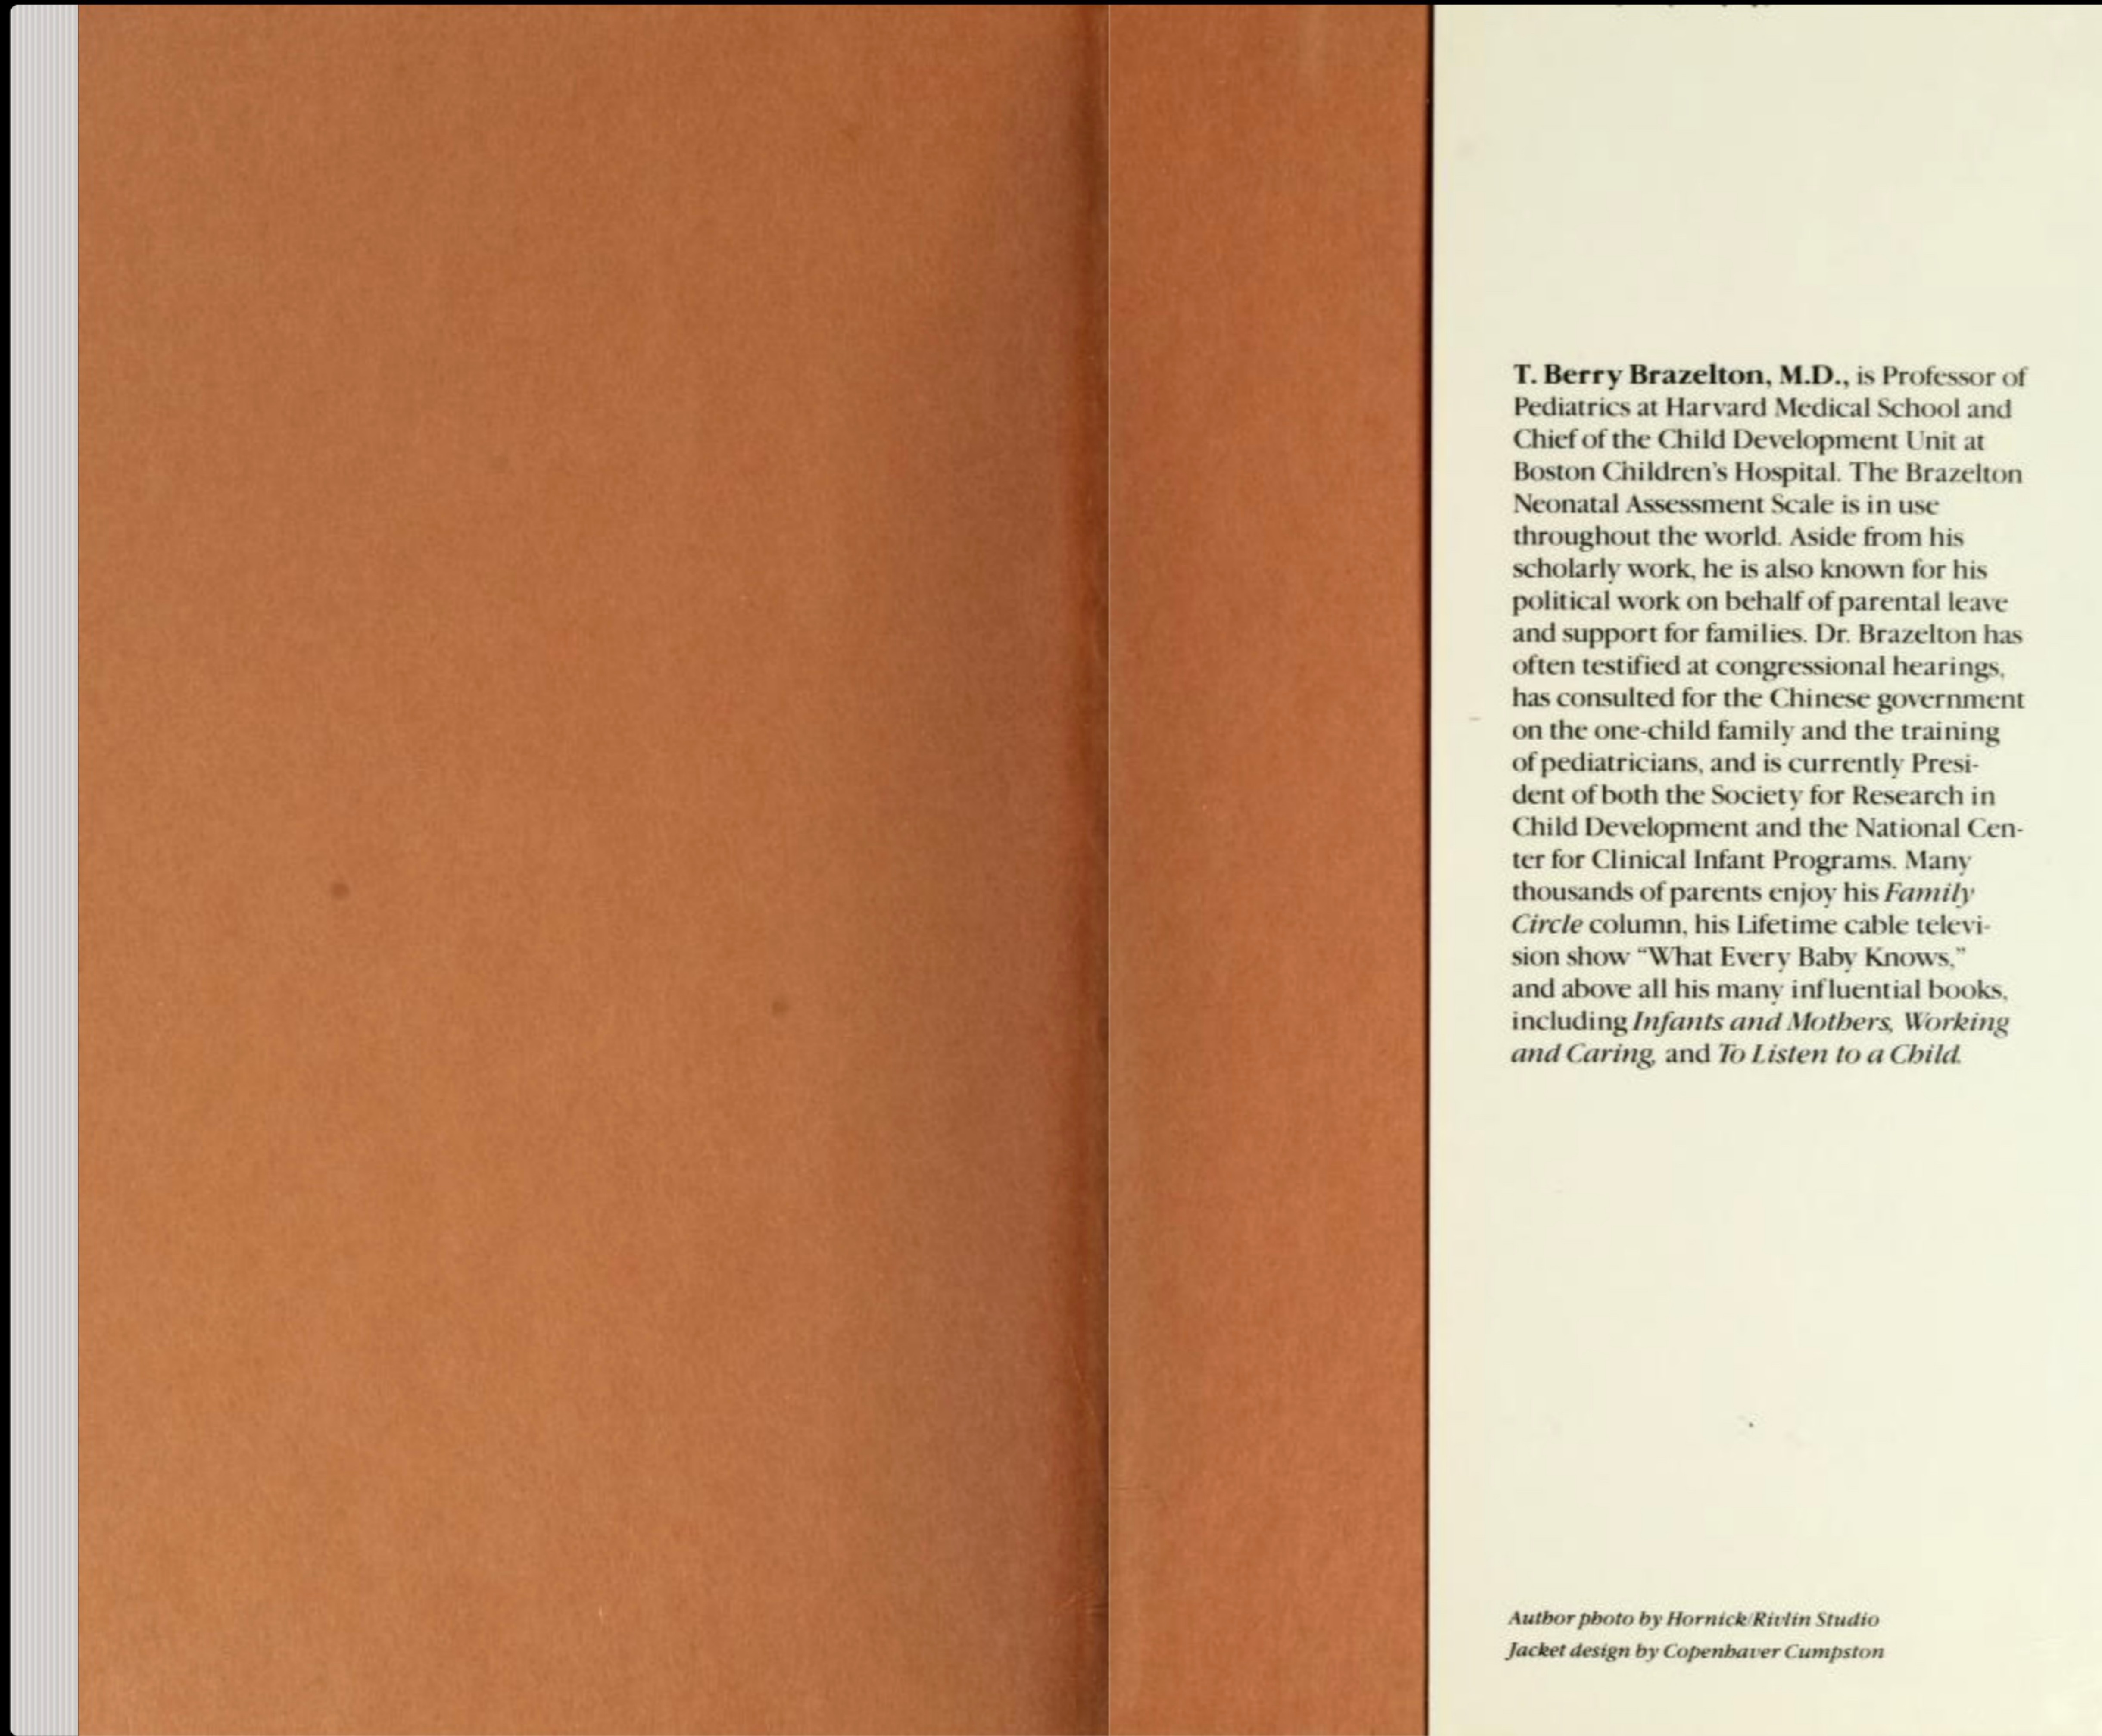 T. Berry Brazelton, M.D., is Professor of
Pediatrics at Harvard Medical School and
Chief of the Child Development Unit at
Boston Children's Hospital. The Brazelton
Neonatal Assessment Scale is in use
throughout the world. Aside from his
scholarly work, he is also known for his
political work on behalf of parental leave
and support for families. Dr. Brazelton has
often testified at congressional hearings,
has consulted for the Chinese government
on the one-child family and the training
of pediatricians, and is currently Presi-
dent of both the Society for Research in
Child Development and the National Cen-
ter for Clinical Infant Programs. Many
thousands of parents enjoy his Family
Circle column, his Lifetime cable televi-
sion show “What Every Baby Knows,”
and above all his many influential books,
including Infants and Mothers, Working
and Caring, and To Listen to a Child.
Author photo by Hornick/Rivlin Studio
Jacket design by Copenhaver Cumpston